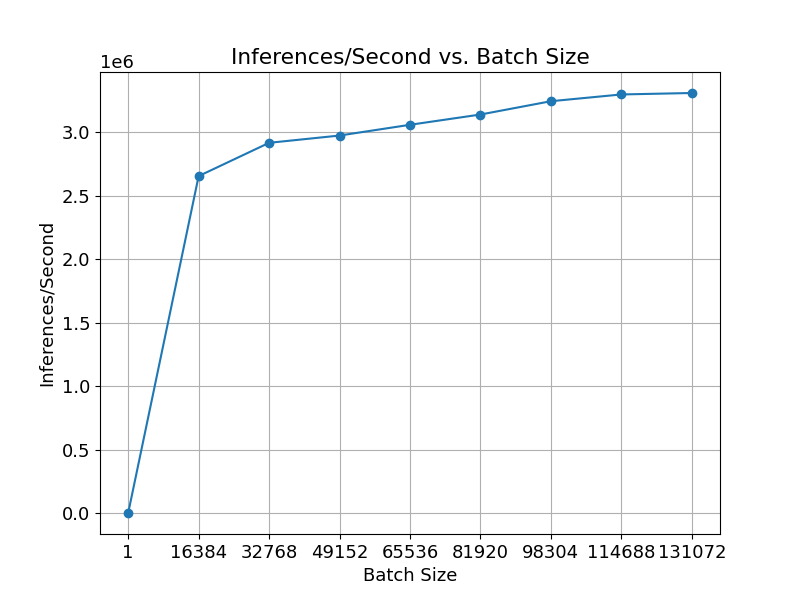 1e6
Inferences/Second vs. Batch Size
3.0
2.5
2.0
1.5
1.0
0.5
0.0
Inferences/Second
1 16384 32768 49152 65536 81920 98304 114688 131072
Batch Size